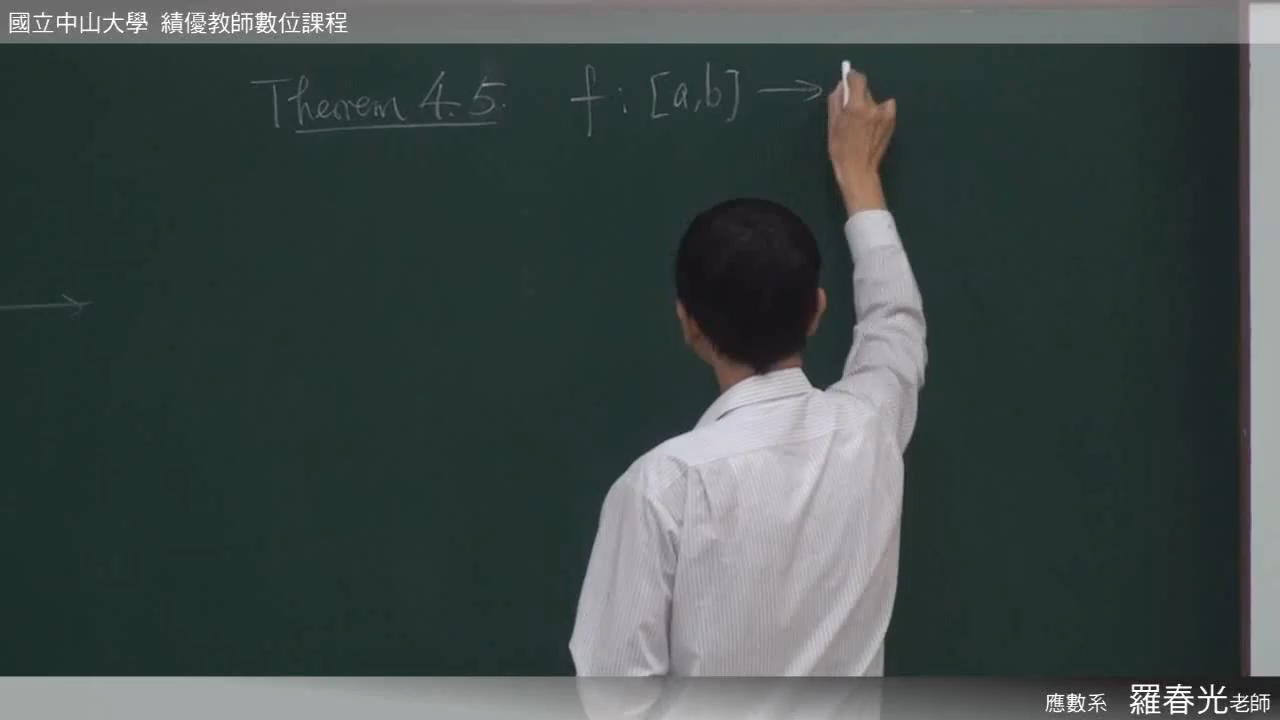 國立中山大學 績優教師數位課程
Theorem 4.5. f : [a,b] →
應數系 羅春光老師